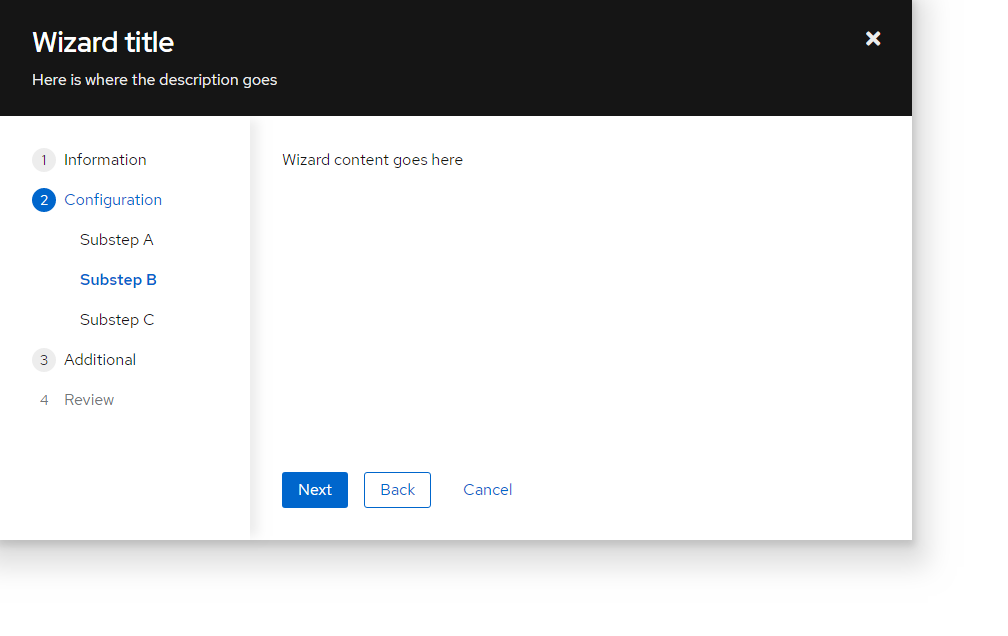 Wizard title
Here is where the description goes
1 Information
2 Configuration
Substep A
Substep B
Substep C
3 Additional
4 Review
Wizard content goes here
Next Back Cancel